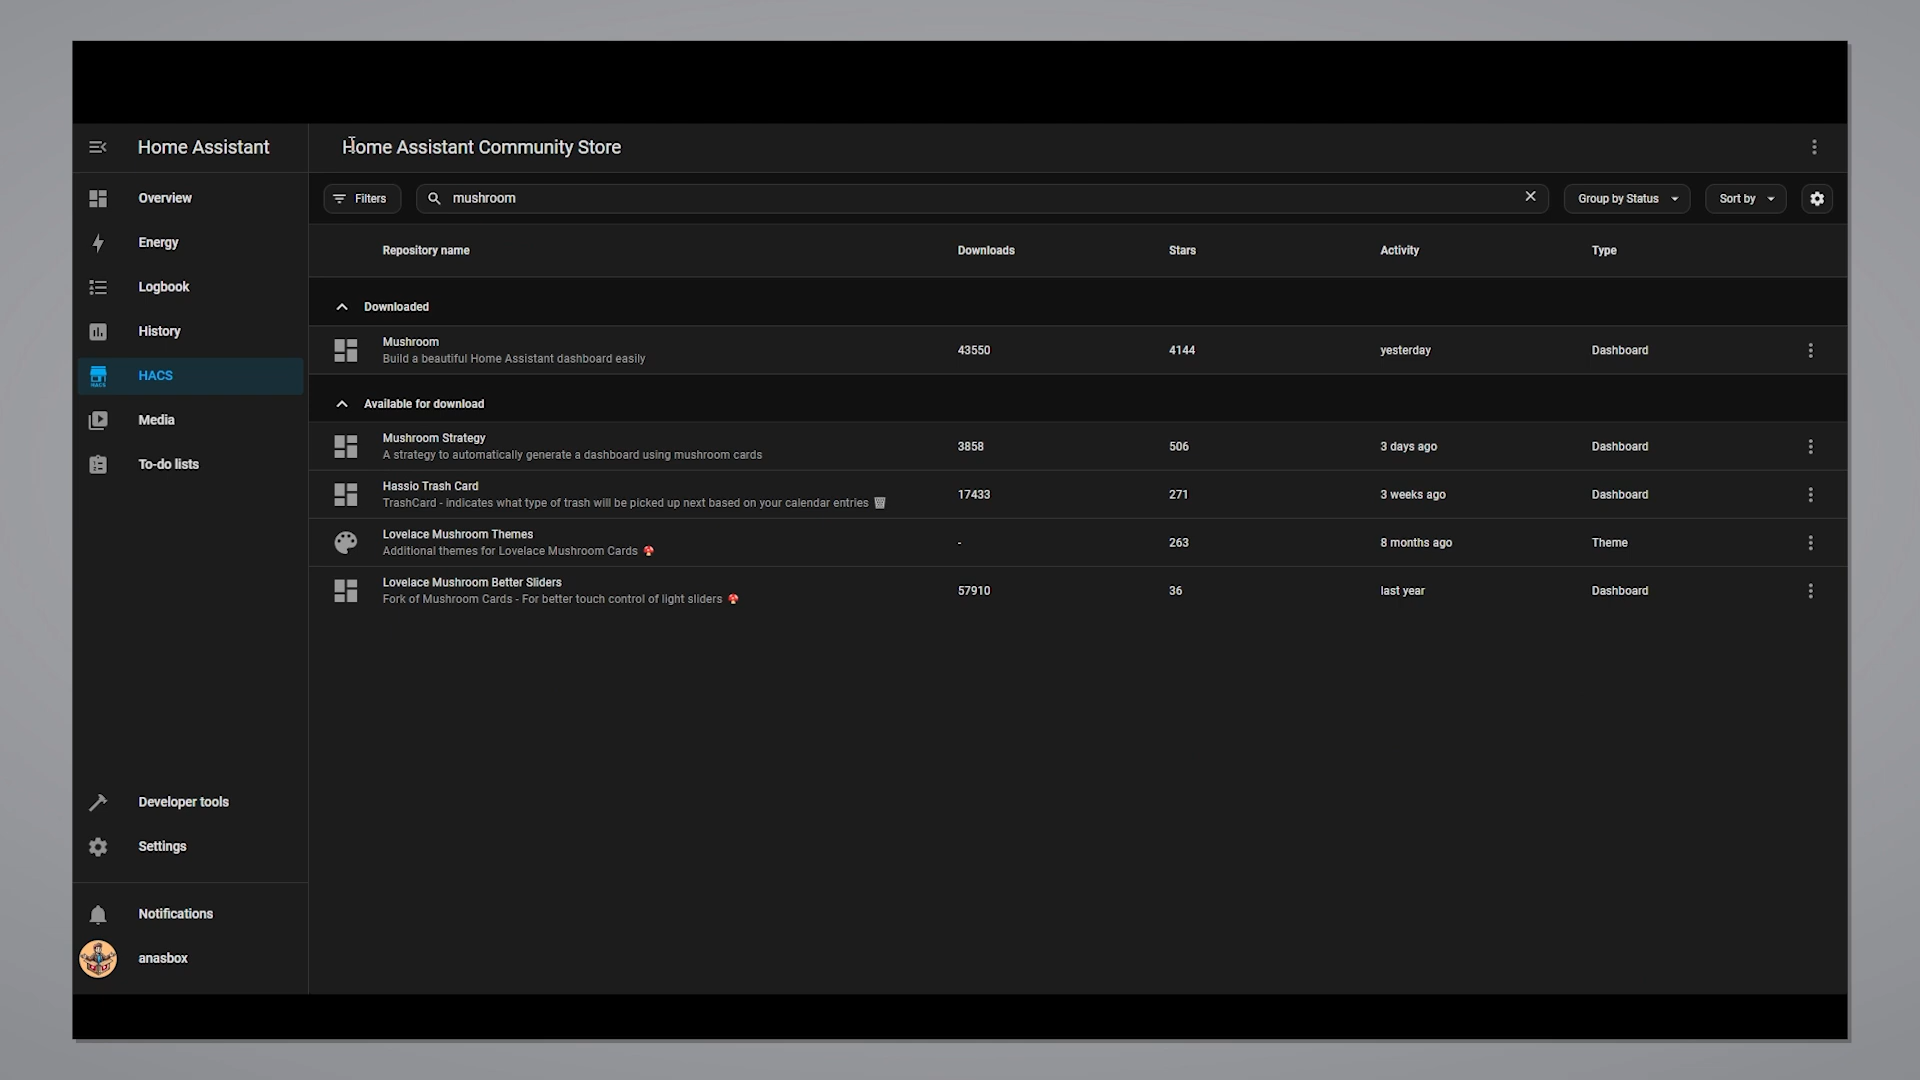 Home Assistant
Overview
Energy
Logbook
History
HACS
HACS
Media
To-do lists
Developer tools
Settings
Notifications
anasbox
Home Assistant Community Store
Filters
mushroom
Group by Status
Sort by
Repository name Downloads Stars Activity Type
Downloaded
Mushroom
Build a beautiful Home Assistant dashboard easily
43550 4144 yesterday Dashboard
Available for download
Mushroom Strategy
A strategy to automatically generate a dashboard using mushroom cards
3858 506 3 days ago Dashboard
Hassio Trash Card
TrashCard - indicates what type of trash will be picked up next based on your calendar entries 🗑
17433 271 3 weeks ago Dashboard
Lovelace Mushroom Themes
Additional themes for Lovelace Mushroom Cards 🍄
- 263 8 months ago Theme
Lovelace Mushroom Better Sliders
Fork of Mushroom Cards - For better touch control of light sliders 🍄
57910 36 last year Dashboard